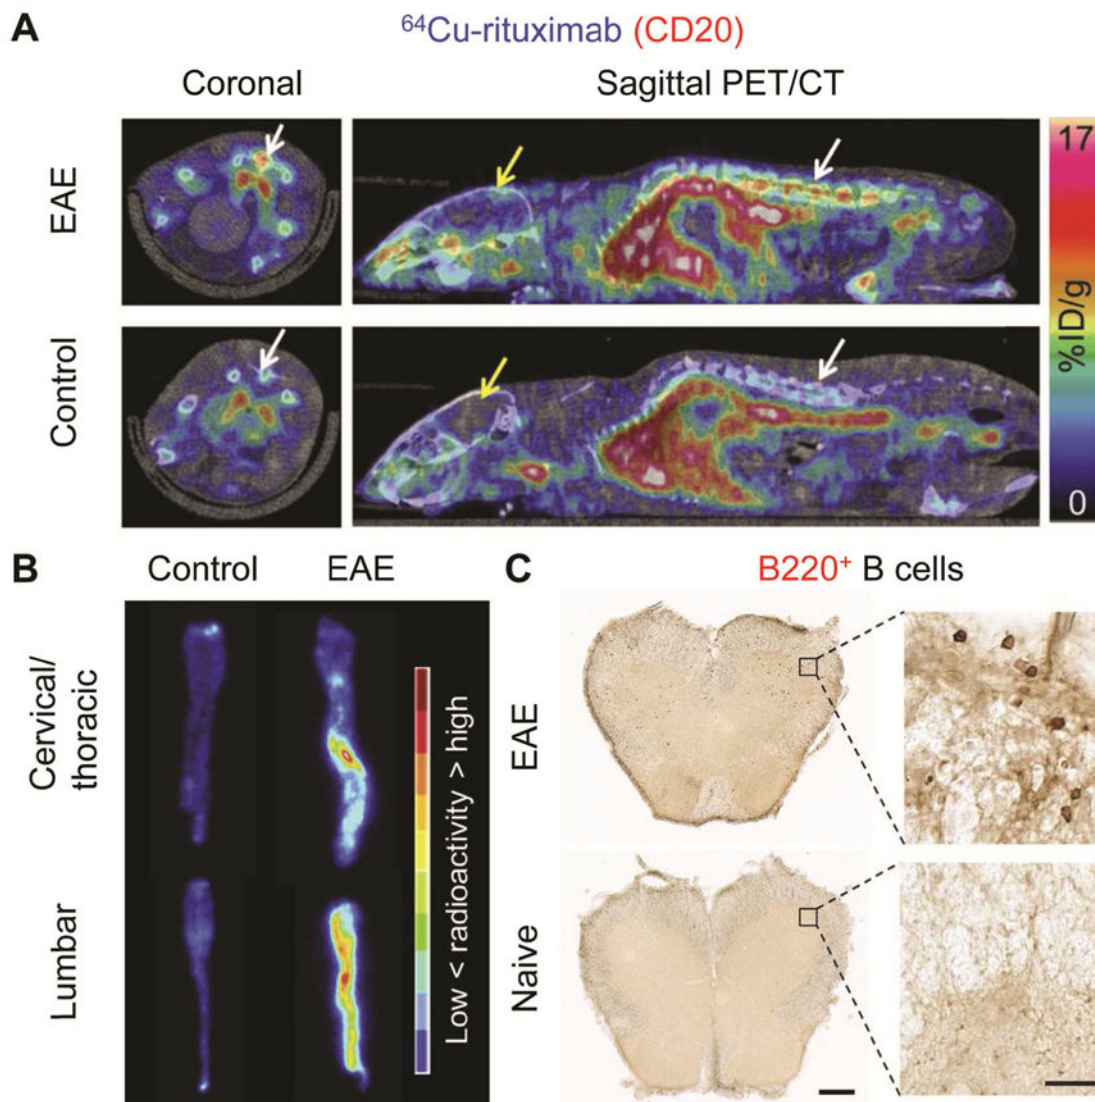 A
⁶⁴Cu-rituximab (CD20)
Coronal
Sagittal PET/CT
EAE
Control
17
%ID/g
0
B
Control
EAE
Cervical/
thoracic
Lumbar
Low < radioactivity > high
C
B220⁺ B cells
EAE
Naive